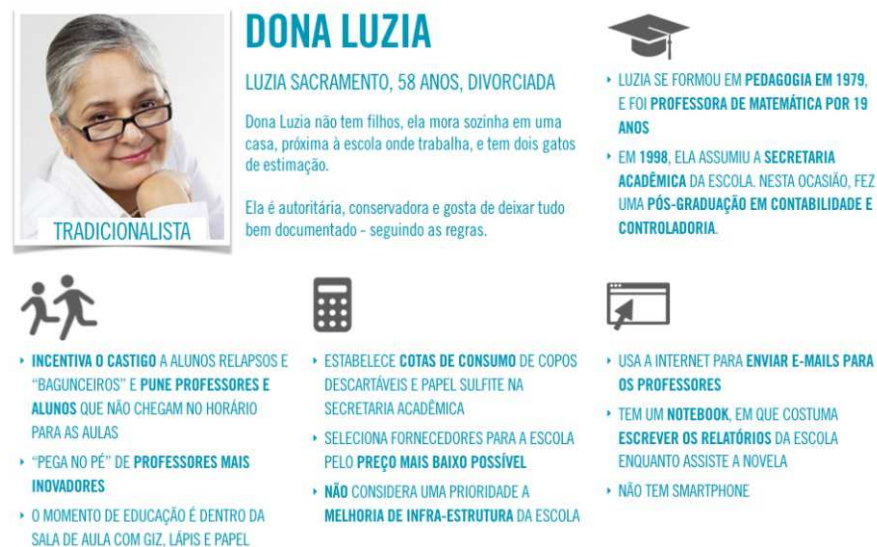 DONA LUZIA
LUZIA SACRAMENTO, 58 ANOS, DIVORCIADA
Dona Luzia não tem filhos, ela mora sozinha em uma
casa, próxima à escola onde trabalha, e tem dois gatos
de estimação.
Ela é autoritária, conservadora e gosta de deixar tudo
bem documentado - seguindo as regras.
TRADICIONALISTA
‣ LUZIA SE FORMOU EM PEDAGOGIA EM 1979,
E FOI PROFESSORA DE MATEMÁTICA POR 19
ANOS
‣ EM 1998, ELA ASSUMIU A SECRETARIA
ACADÊMICA DA ESCOLA. NESTA OCASIÃO, FEZ
UMA PÓS-GRADUAÇÃO EM CONTABILIDADE E
CONTROLADORIA.
‣ INCENTIVA O CASTIGO A ALUNOS RELAPSOS E
“BAGUNCEIROS” E PUNE PROFESSORES E
ALUNOS QUE NÃO CHEGAM NO HORÁRIO
PARA AS AULAS
‣ “PEGA NO PÉ” DE PROFESSORES MAIS
INOVADORES
‣ O MOMENTO DE EDUCAÇÃO É DENTRO DA
SALA DE AULA COM GIZ, LÁPIS E PAPEL
‣ ESTABELECE COTAS DE CONSUMO DE COPOS
DESCARTÁVEIS E PAPEL SULFITE NA
SECRETARIA ACADÊMICA
‣ SELECIONA FORNECEDORES PARA A ESCOLA
PELO PREÇO MAIS BAIXO POSSÍVEL
‣ NÃO CONSIDERA UMA PRIORIDADE A
MELHORIA DE INFRA-ESTRUTURA DA ESCOLA
‣ USA A INTERNET PARA ENVIAR E-MAILS PARA
OS PROFESSORES
‣ TEM UM NOTEBOOK, EM QUE COSTUMA
ESCREVER OS RELATÓRIOS DA ESCOLA
ENQUANTO ASSISTE A NOVELA
‣ NÃO TEM SMARTPHONE